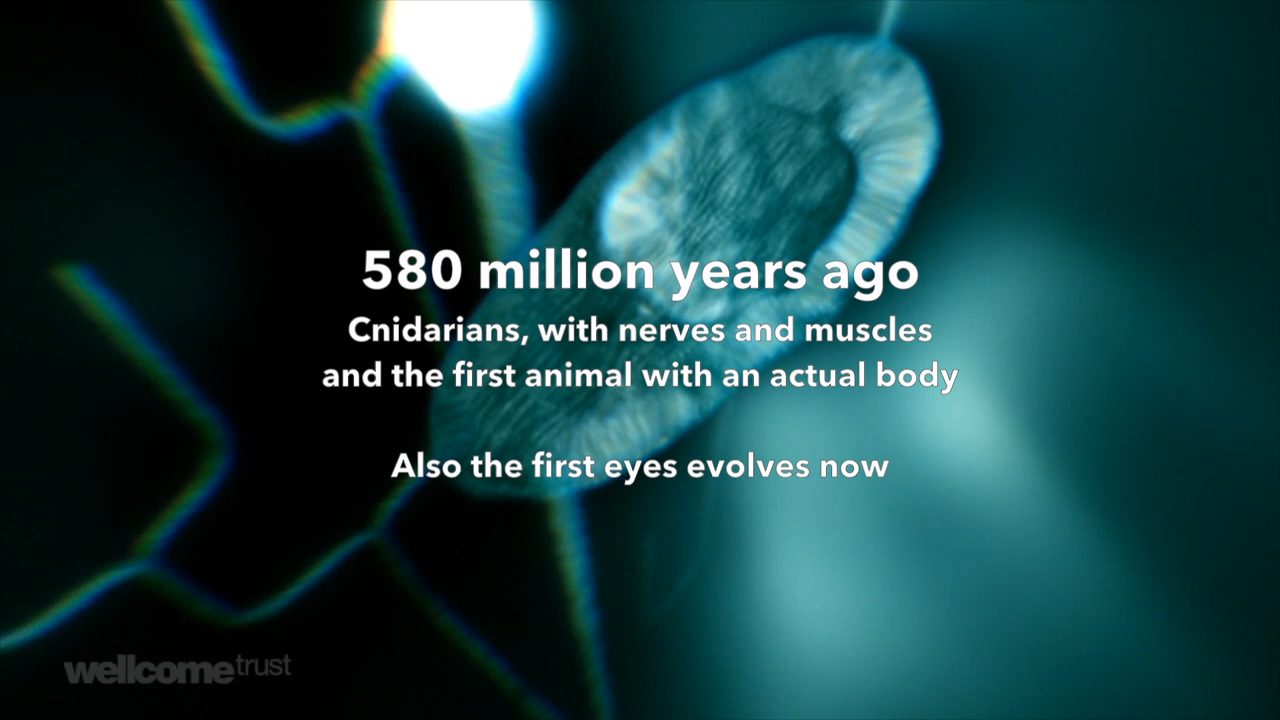 580 million years ago
Cnidarians, with nerves and muscles
and the first animal with an actual body
Also the first eyes evolves now
wellcometrust